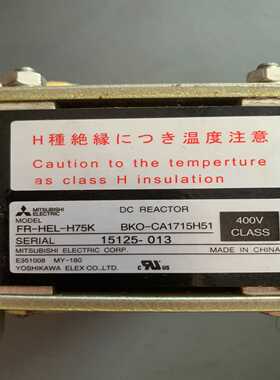 H種絶縁につき温度注意
Caution to the temperture
as class H insulation
MITSUBISHI ELECTRIC
DC REACTOR
MODEL
FR-HEL-H75K BKO-CA1715H51
400V CLASS
SERIAL 15125-013
MITSUBISHI ELECTRIC CORP. MADE IN CHINA
E351008 MY-180
YOSHIKAWA ELEX CO.,LTD.
c UL us